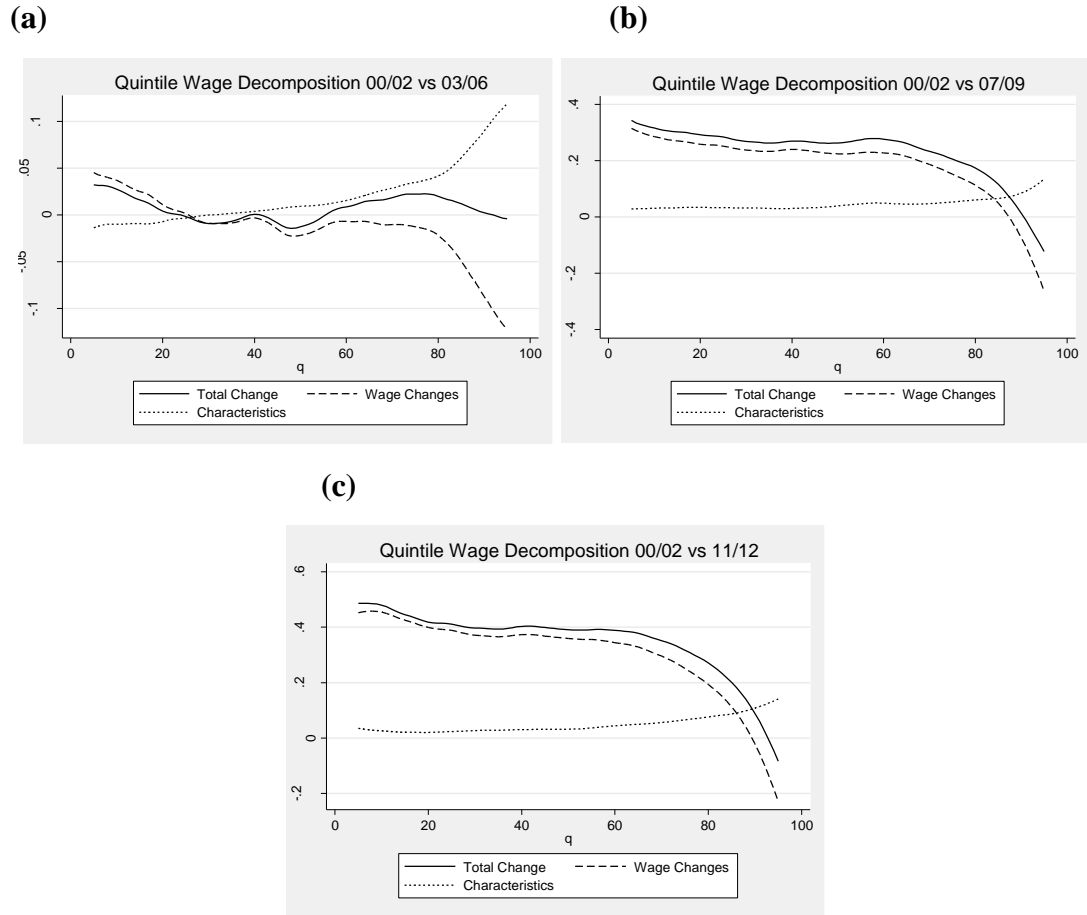 (a)
Quintile Wage Decomposition 00/02 vs 03/06
.1
.05
0
-.05
-.1
0 20 40 60 80 100
q
Total Change Wage Changes
Characteristics
(b)
Quintile Wage Decomposition 00/02 vs 07/09
.4
.2
0
-.2
-.4
0 20 40 60 80 100
q
Total Change Wage Changes
Characteristics
(c)
Quintile Wage Decomposition 00/02 vs 11/12
.6
.4
.2
0
-.2
0 20 40 60 80 100
q
Total Change Wage Changes
Characteristics